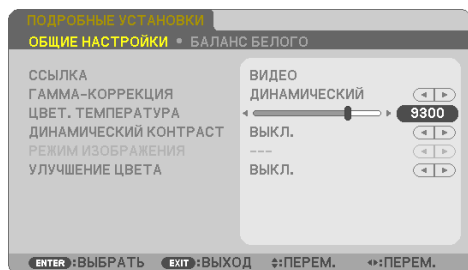 ПОДРОБНЫЕ УСТАНОВКИ
ОБЩИЕ НАСТРОЙКИ • БАЛАНС БЕЛОГО
ССЫЛКА ВИДЕО
ГАММА-КОРРЕКЦИЯ ДИНАМИЧЕСКИЙ
ЦВЕТ. ТЕМПЕРАТУРА 9300
ДИНАМИЧЕСКИЙ КОНТРАСТ ВЫКЛ.
РЕЖИМ ИЗОБРАЖЕНИЯ ---
УЛУЧШЕНИЕ ЦВЕТА ВЫКЛ.
ENTER :ВЫБРАТЬ EXIT :ВЫХОД :ПЕРЕМ. :ПЕРЕМ.